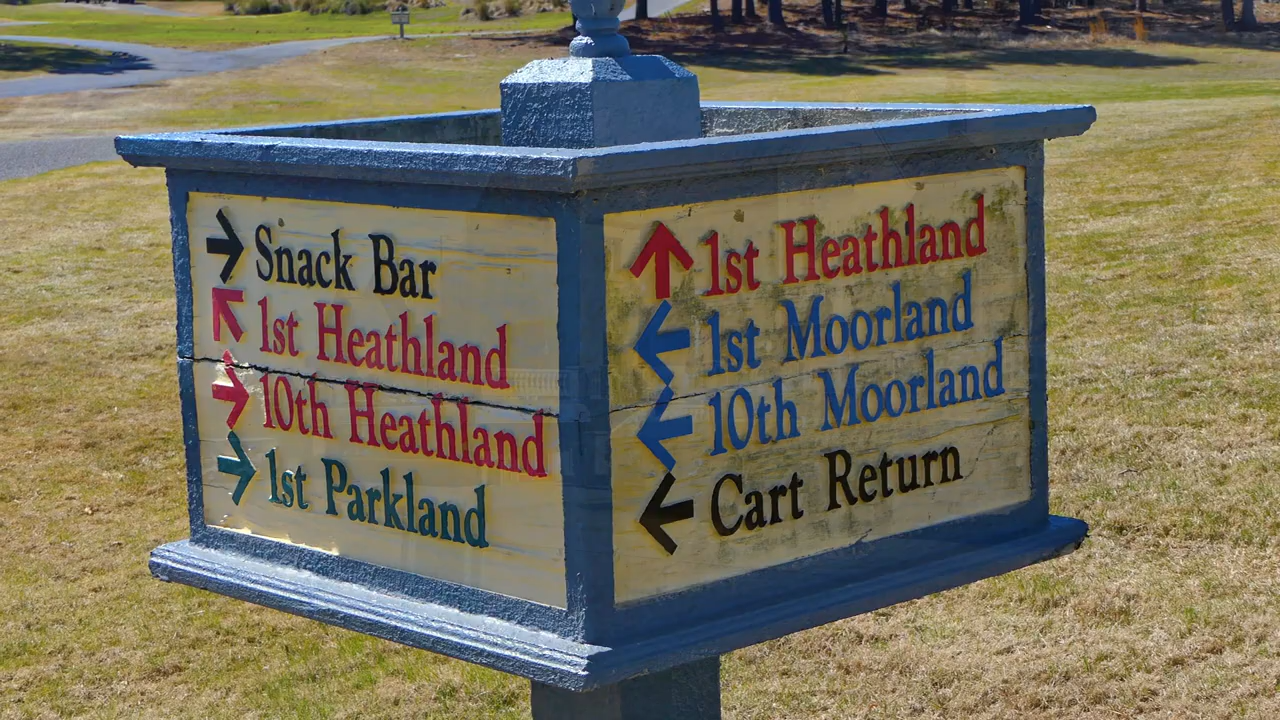 Snack Bar
1st Heathland
10th Heathland
1st Parkland
1st Heathland
1st Moorland
10th Moorland
Cart Return